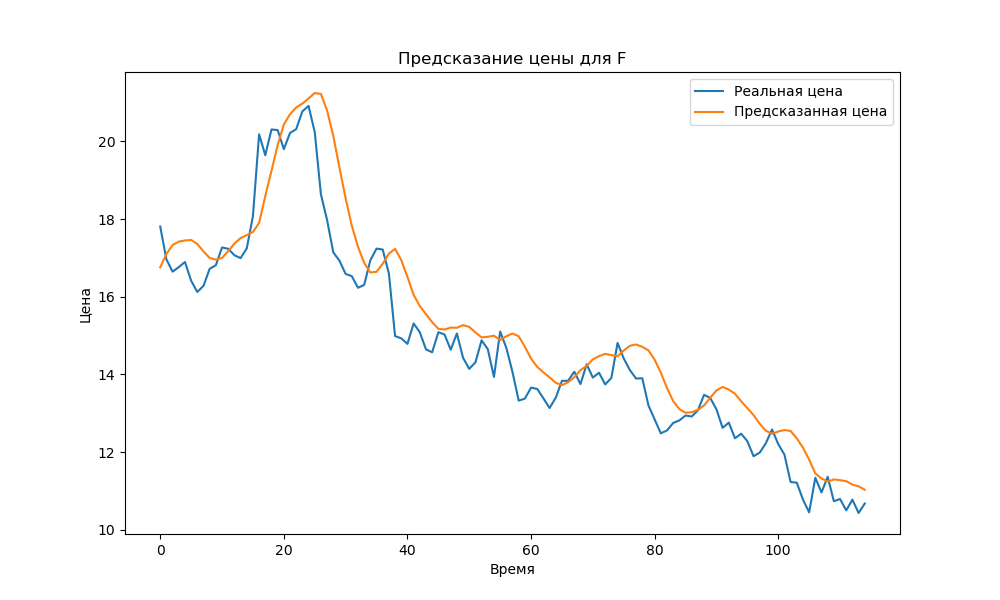 Предсказание цены для F
Реальная цена
Предсказанная цена
Цена
20
18
16
14
12
10
0 20 40 60 80 100
Время